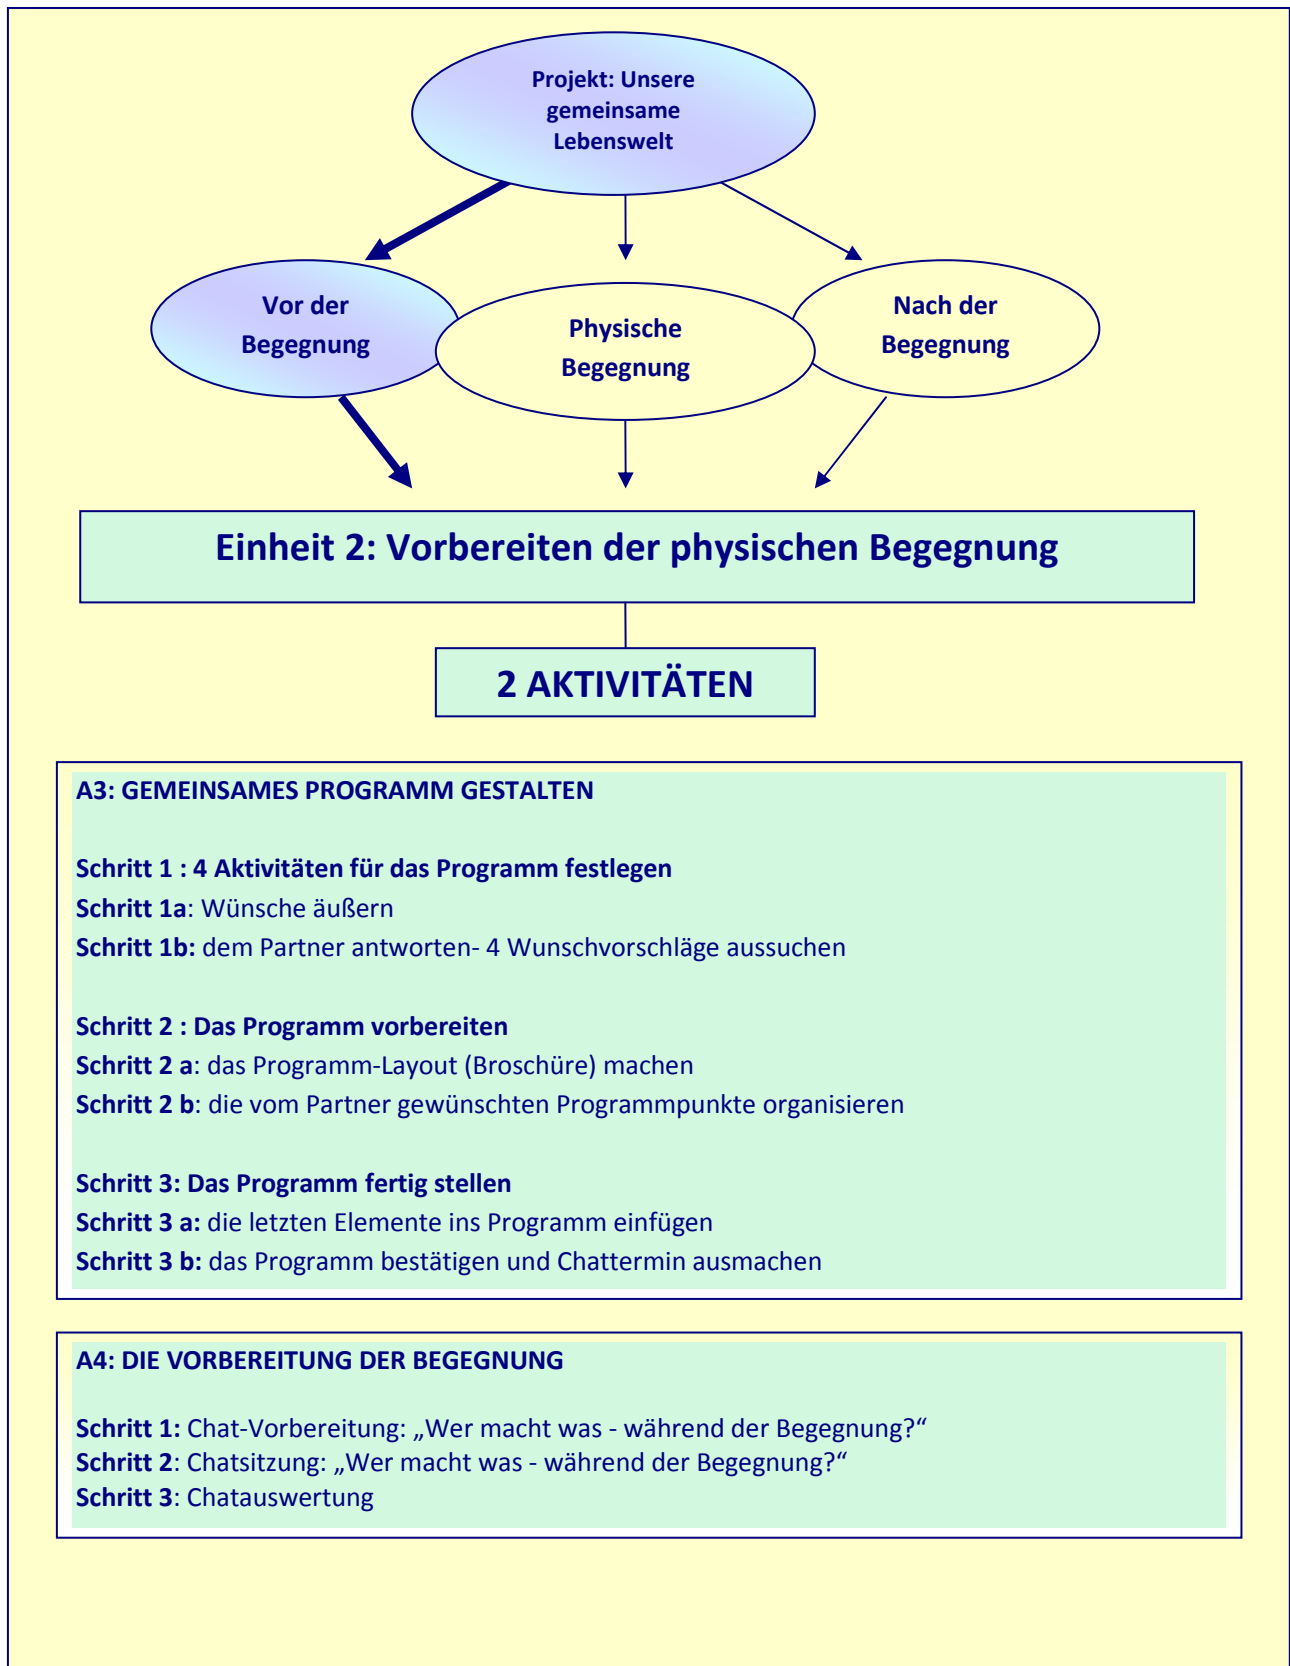 Projekt: Unsere
gemeinsame
Lebenswelt
Vor der
Begegnung
Physische
Begegnung
Nach der
Begegnung
Einheit 2: Vorbereiten der physischen Begegnung
2 AKTIVITÄTEN
A3: GEMEINSAMES PROGRAMM GESTALTEN
Schritt 1 : 4 Aktivitäten für das Programm festlegen
Schritt 1a: Wünsche äußern
Schritt 1b: dem Partner antworten- 4 Wunschvorschläge aussuchen
Schritt 2 : Das Programm vorbereiten
Schritt 2 a: das Programm-Layout (Broschüre) machen
Schritt 2 b: die vom Partner gewünschten Programmpunkte organisieren
Schritt 3: Das Programm fertig stellen
Schritt 3 a: die letzten Elemente ins Programm einfügen
Schritt 3 b: das Programm bestätigen und Chattermin ausmachen
A4: DIE VORBEREITUNG DER BEGEGNUNG
Schritt 1: Chat-Vorbereitung: „Wer macht was - während der Begegnung?“
Schritt 2: Chatsitzung: „Wer macht was - während der Begegnung?“
Schritt 3: Chatauswertung